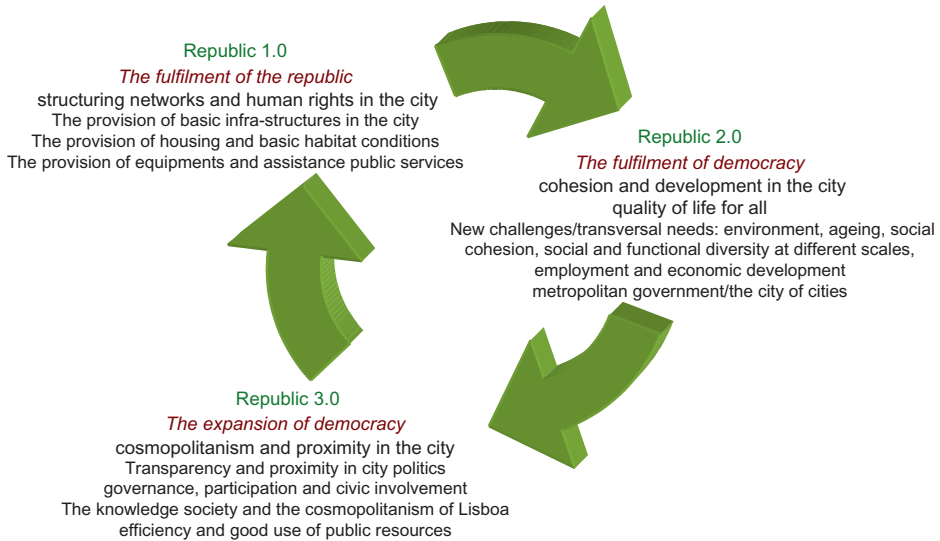 Republic 1.0
The fulfilment of the republic
structuring networks and human rights in the city
The provision of basic infra-structures in the city
The provision of housing and basic habitat conditions
The provision of equipments and assistance public services
Republic 2.0
The fulfilment of democracy
cohesion and development in the city
quality of life for all
New challenges/transversal needs: environment, ageing, social
cohesion, social and functional diversity at different scales,
employment and economic development
metropolitan government/the city of cities
Republic 3.0
The expansion of democracy
cosmopolitanism and proximity in the city
Transparency and proximity in city politics
governance, participation and civic involvement
The knowledge society and the cosmopolitanism of Lisboa
efficiency and good use of public resources